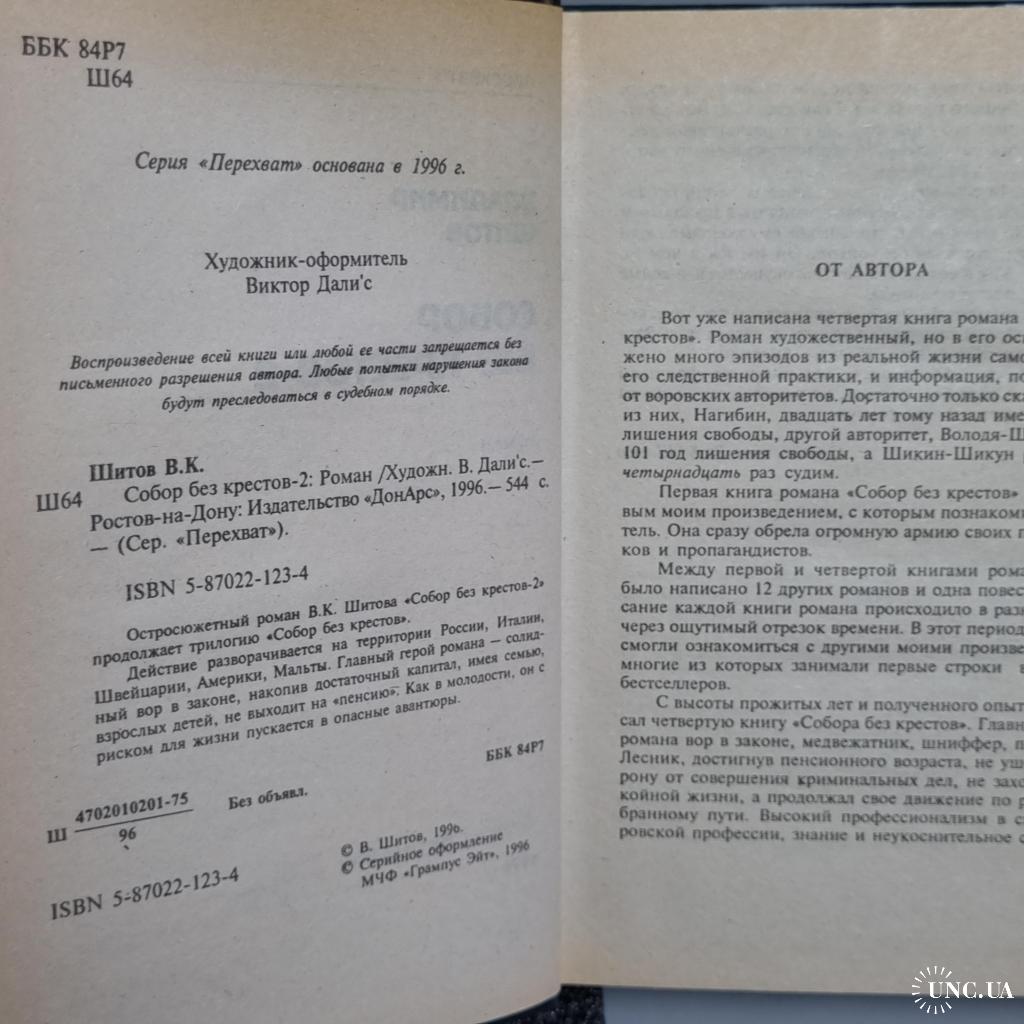 ББК 84Р7
Ш64
Серия «Перехват» основана в 1996 г.
Художник-оформитель
Виктор Дали'с
Воспроизведение всей книги или любой ее части запрещается без
письменного разрешения автора. Любые попытки нарушения закона
будут преследоваться в судебном порядке.
Шитов В.К.
Ш64 Собор без крестов-2: Роман /Художн. В. Дали'с.—
Ростов-на-Дону: Издательство «ДонАрс», 1996.— 544 с.
— (Сер. «Перехват»).
ISBN 5-87022-123-4
Остросюжетный роман В.К. Шитова «Собор без крестов-2»
продолжает трилогию «Собор без крестов».
Действие разворачивается на территории России, Италии,
Швейцарии, Америки, Мальты. Главный герой романа — солид-
ный вор в законе, накопив достаточный капитал, имея семью,
взрослых детей, не выходит на «пенсию». Как в молодости, он с
риском для жизни пускается в опасные авантюры.
ББК 84Р7
Ш 4702010201-75 Без объявл.
96
© В. Шитов, 1996.
© Серийное оформление
МЧФ «Грампус Эйт», 1996
ISBN 5-87022-123-4
ОТ АВТОРА
Вот уже написана четвертая книга романа
крестов». Роман художественный, но в его ос
жено много эпизодов из реальной жизни само
его следственной практики, и информация, по
от воровских авторитетов. Достаточно только ска
из них, Нагибин, двадцать лет тому назад име
лишения свободы, другой авторитет, Володя-Ш
101 год лишения свободы, а Шикин-Шикун
четырнадцать раз судим.
Первая книга романа «Собор без крестов»
вым моим произведением, с которым познакоми
тель. Она сразу обрела огромную армию своих п
ков и пропагандистов.
Между первой и четвертой книгами рома
было написано 12 других романов и одна повес
сание каждой книги романа происходило в разн
через ощутимый отрезок времени. В этот период
смогли ознакомиться с другими моими произве
многие из которых занимали первые строки в
бестселлеров.
С высоты прожитых лет и полученного опыт
сал четвертую книгу «Собора без крестов». Главн
романа вор в законе, медвежатник, шниффер, п
Лесник, достигнув пенсионного возраста, не уш
рону от совершения криминальных дел, не захо
койной жизни, а продолжал свое движение по р
бранному пути. Высокий профессионализм в с
ровской профессии, знание и неукоснительное с
UNC.UA